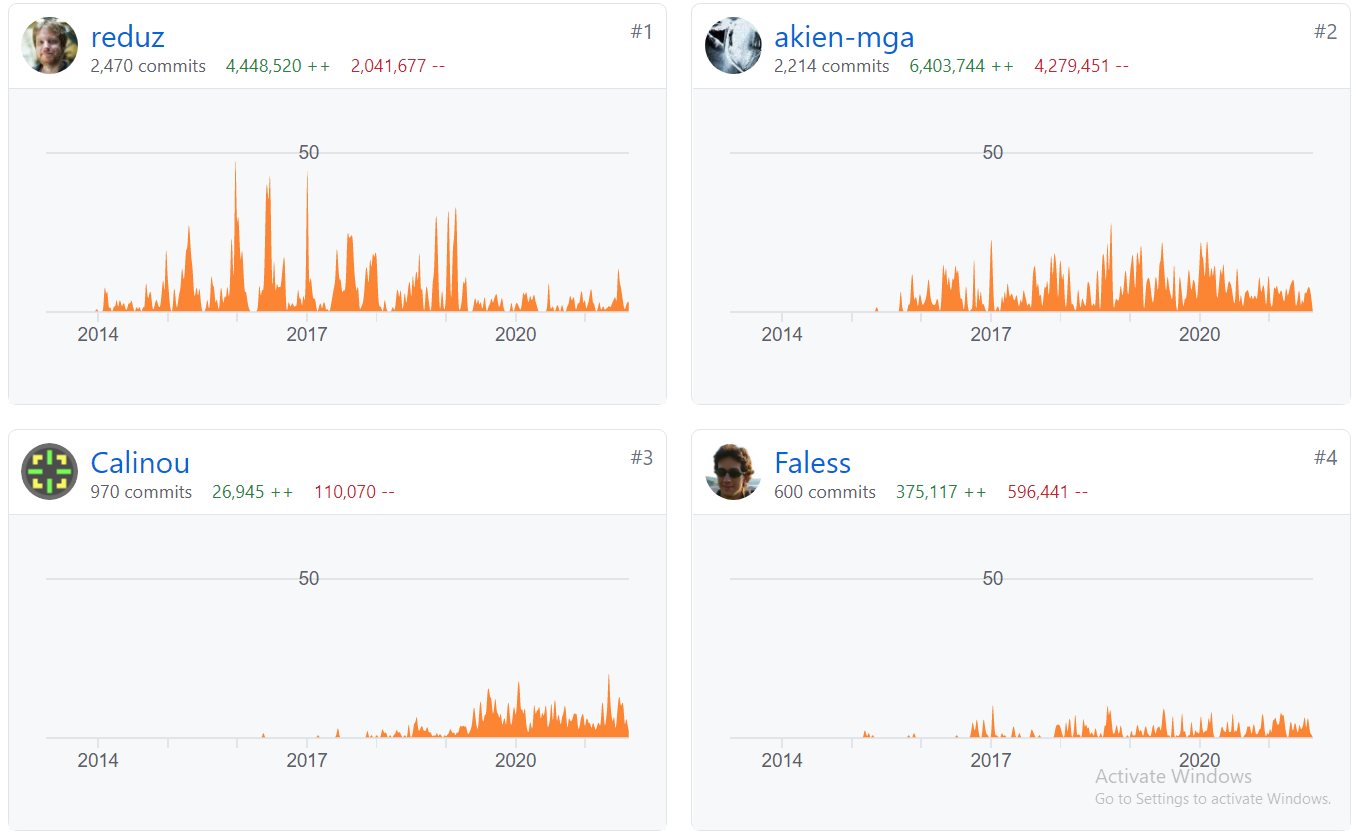 reduz
#1
2,470 commits 4,448,520 ++ 2,041,677 --
50
2014 2017 2020
akien-mga
#2
2,214 commits 6,403,744 ++ 4,279,451 --
50
2014 2017 2020
Calinou
#3
970 commits 26,945 ++ 110,070 --
50
2014 2017 2020
Faless
#4
600 commits 375,117 ++ 596,441 --
50
2014 2017 2020
Activate Windows
Go to Settings to activate Windows.